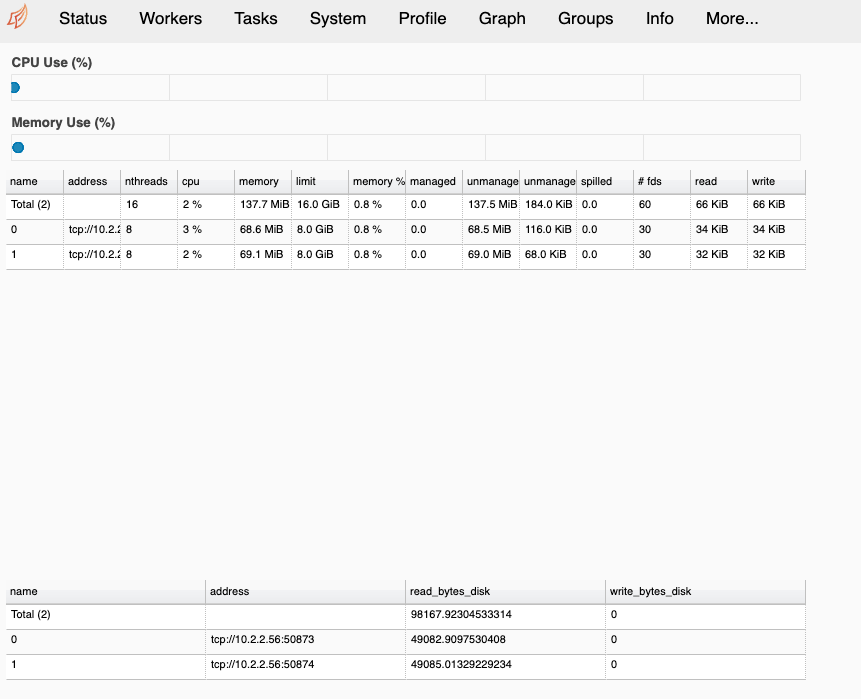 Status Workers Tasks System Profile Graph Groups Info More...
CPU Use (%)
Memory Use (%)
name address nthreads cpu memory limit memory % managed unmanage unmanage spilled # fds read write
Total (2) 16 2 % 137.7 MiB 16.0 GiB 0.8 % 0.0 137.5 MiB 184.0 KiB 0.0 60 66 KiB 66 KiB
0 tcp://10.2.2 8 3 % 68.6 MiB 8.0 GiB 0.8 % 0.0 68.5 MiB 116.0 KiB 0.0 30 34 KiB 34 KiB
1 tcp://10.2.2 8 2 % 69.1 MiB 8.0 GiB 0.8 % 0.0 69.0 MiB 68.0 KiB 0.0 30 32 KiB 32 KiB
name address read_bytes_disk write_bytes_disk
Total (2) 98167.92304533314 0
0 tcp://10.2.2.56:50873 49082.9097530408 0
1 tcp://10.2.2.56:50874 49085.01329229234 0